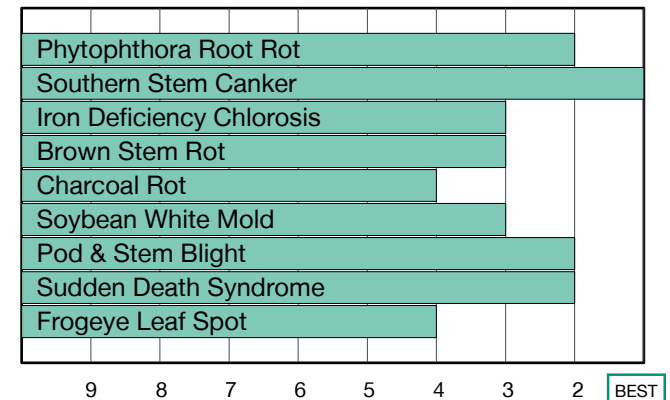 Phytophthora Root Rot
Southern Stem Canker
Iron Deficiency Chlorosis
Brown Stem Rot
Charcoal Rot
Soybean White Mold
Pod & Stem Blight
Sudden Death Syndrome
Frogeye Leaf Spot
9 8 7 6 5 4 3 2 BEST